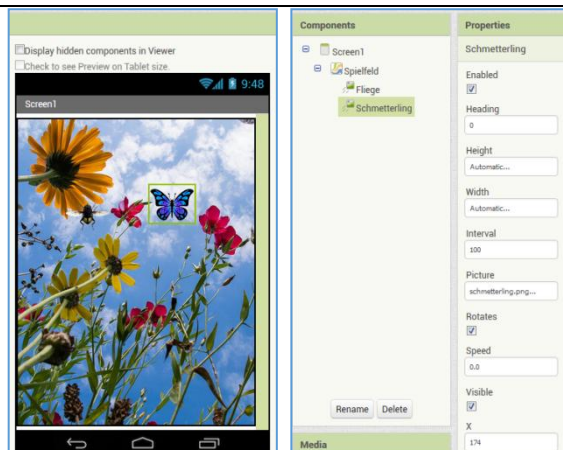 Display hidden components in Viewer
Check to see Preview on Tablet size.
9:48
Screen1
Components
Screen1
Spielfeld
Fliege
Schmetterling
Rename
Delete
Media
Properties
Schmetterling
Enabled
Heading
0
Height
Automatic...
Width
Automatic...
Interval
100
Picture
schmetterling.png...
Rotates
Speed
0.0
Visible
X
174